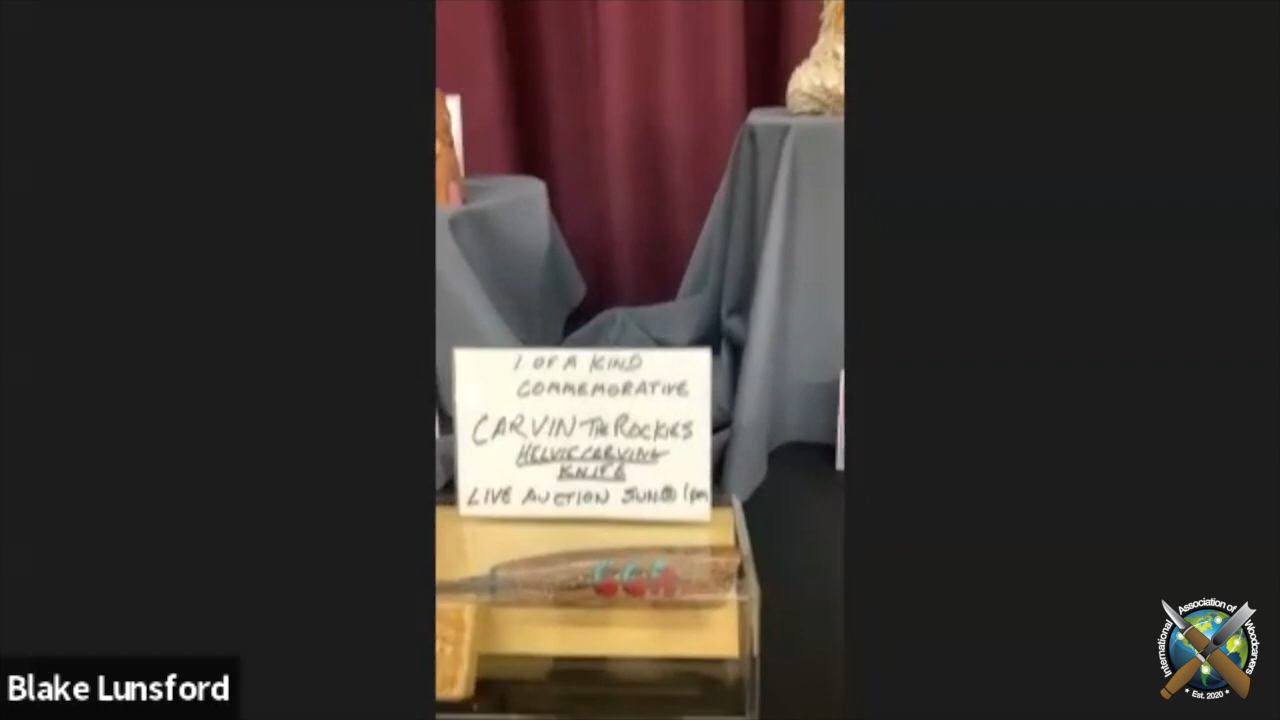 1 OF A KIND
COMMEMORATIVE
CARVIN THE ROCKIES
HELVIE CARVING
KNIFE
LIVE AUCTION SUN @ 1pm
Blake Lunsford
International Association of Woodcarvers
* Est. 2020 *